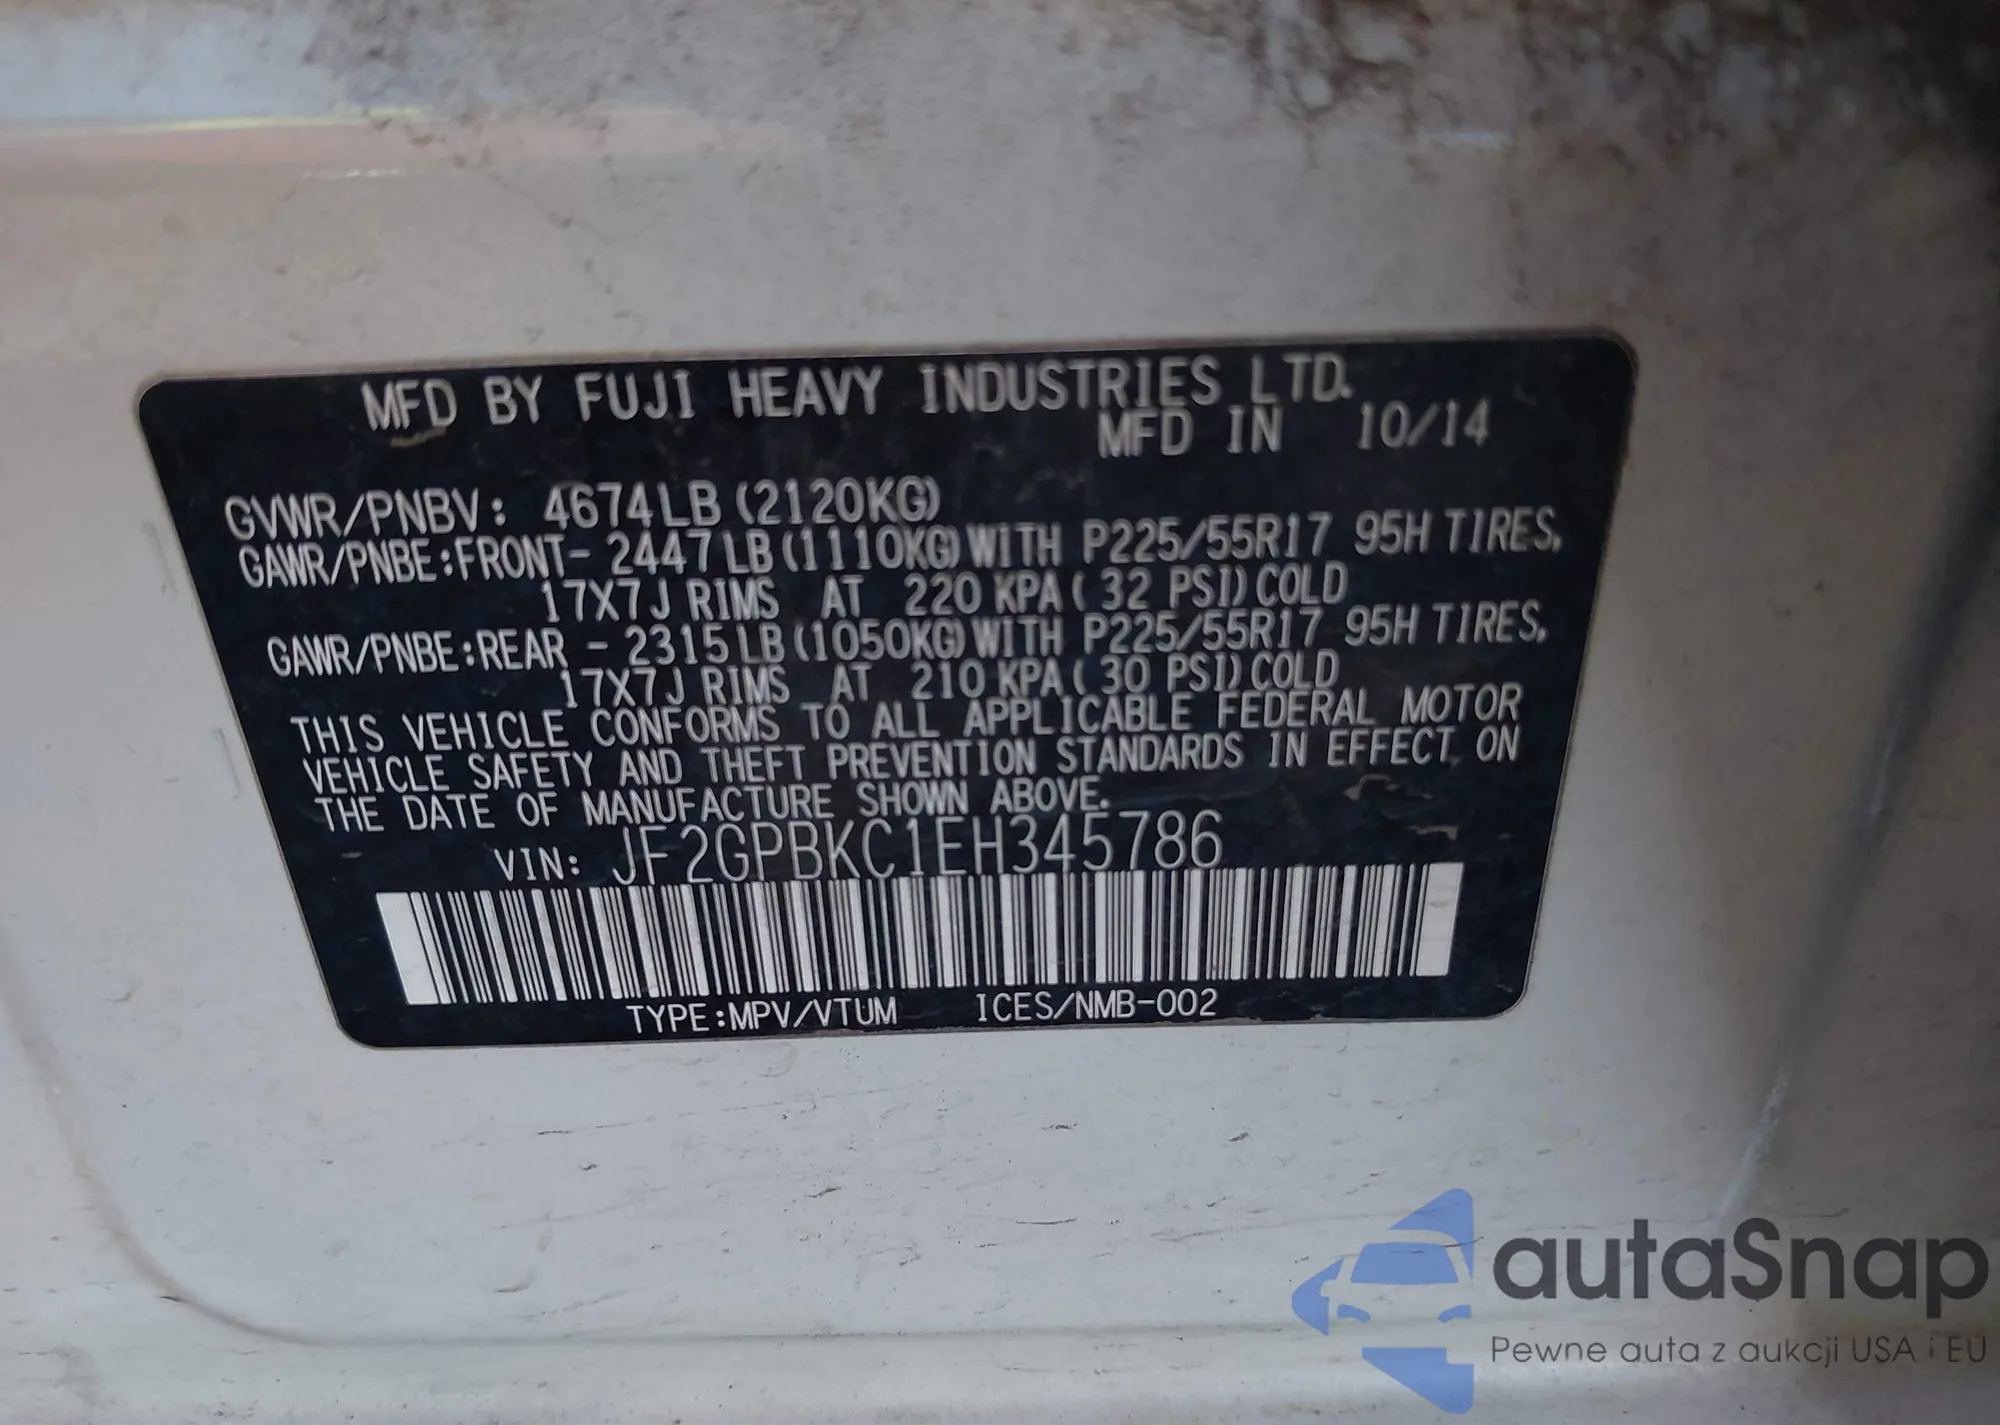 MFD BY FUJI HEAVY INDUSTRIES LTD.
MFD IN 10/14
GVWR/PNBV: 4674LB (2120KG)
GAWR/PNBE:FRONT- 2447LB(1110KG)WITH P225/55R17 95H TIRES,
17X7J RIMS AT 220 KPA( 32 PSI)COLD
GAWR/PNBE:REAR - 2315LB(1050KG)WITH P225/55R17 95H TIRES,
17X7J RIMS AT 210 KPA( 30 PSI)COLD
THIS VEHICLE CONFORMS TO ALL APPLICABLE FEDERAL MOTOR
VEHICLE SAFETY AND THEFT PREVENTION STANDARDS IN EFFECT ON
THE DATE OF MANUFACTURE SHOWN ABOVE.
VIN: JF2GPBKC1EH345786
TYPE:MPV/VTUM ICES/NMB-002
autaSnap
Pewne auta z aukcji USA i EU